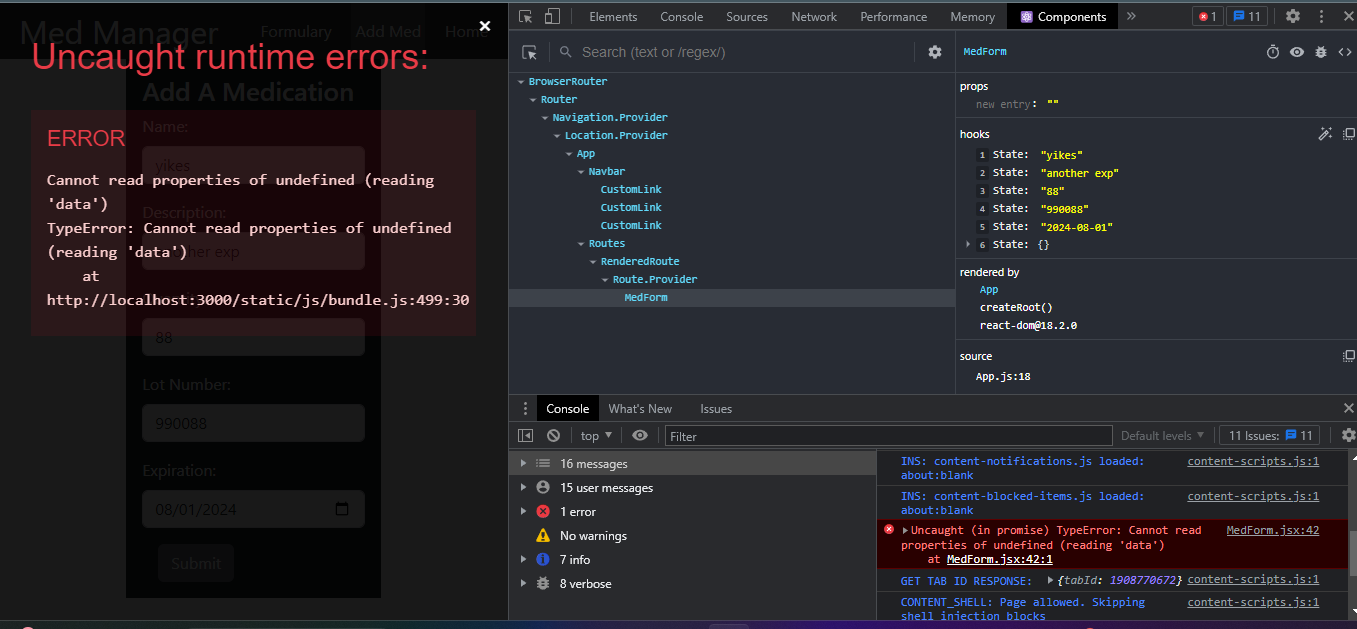 Med Manager
Formulary
Add Med
Home
Uncaught runtime errors:
Add A Medication
Name:
yikes
ERROR
Cannot read properties of undefined (reading
'data')
TypeError: Cannot read properties of undefined
(reading 'data')
at
http://localhost:3000/static/js/bundle.js:499:30
Description:
exp
88
Lot Number:
990088
Expiration:
08/01/2024
Submit
Elements
Console
Sources
Network
Performance
Memory
Components
1
11
Search (text or /regex/)
BrowserRouter
Router
Navigation.Provider
Location.Provider
App
Navbar
CustomLink
CustomLink
CustomLink
Routes
RenderedRoute
Route.Provider
MedForm
MedForm
props
new entry: ""
hooks
1 State: "yikes"
2 State: "another exp"
3 State: "88"
4 State: "990088"
5 State: "2024-08-01"
6 State: {}
rendered by
App
createRoot()
react-dom@18.2.0
source
App.js:18
Console
What's New
Issues
top
Filter
Default levels
11 Issues: 11
16 messages
15 user messages
1 error
No warnings
7 info
8 verbose
INS: content-notifications.js loaded: content-scripts.js:1
about:blank
INS: content-blocked-items.js loaded: content-scripts.js:1
about:blank
Uncaught (in promise) TypeError: Cannot read MedForm.jsx:42
properties of undefined (reading 'data')
at MedForm.jsx:42:1
GET TAB ID RESPONSE: {tabId: 1908770672} content-scripts.js:1
CONTENT_SHELL: Page allowed. Skipping content-scripts.js:1
shell injection blocks